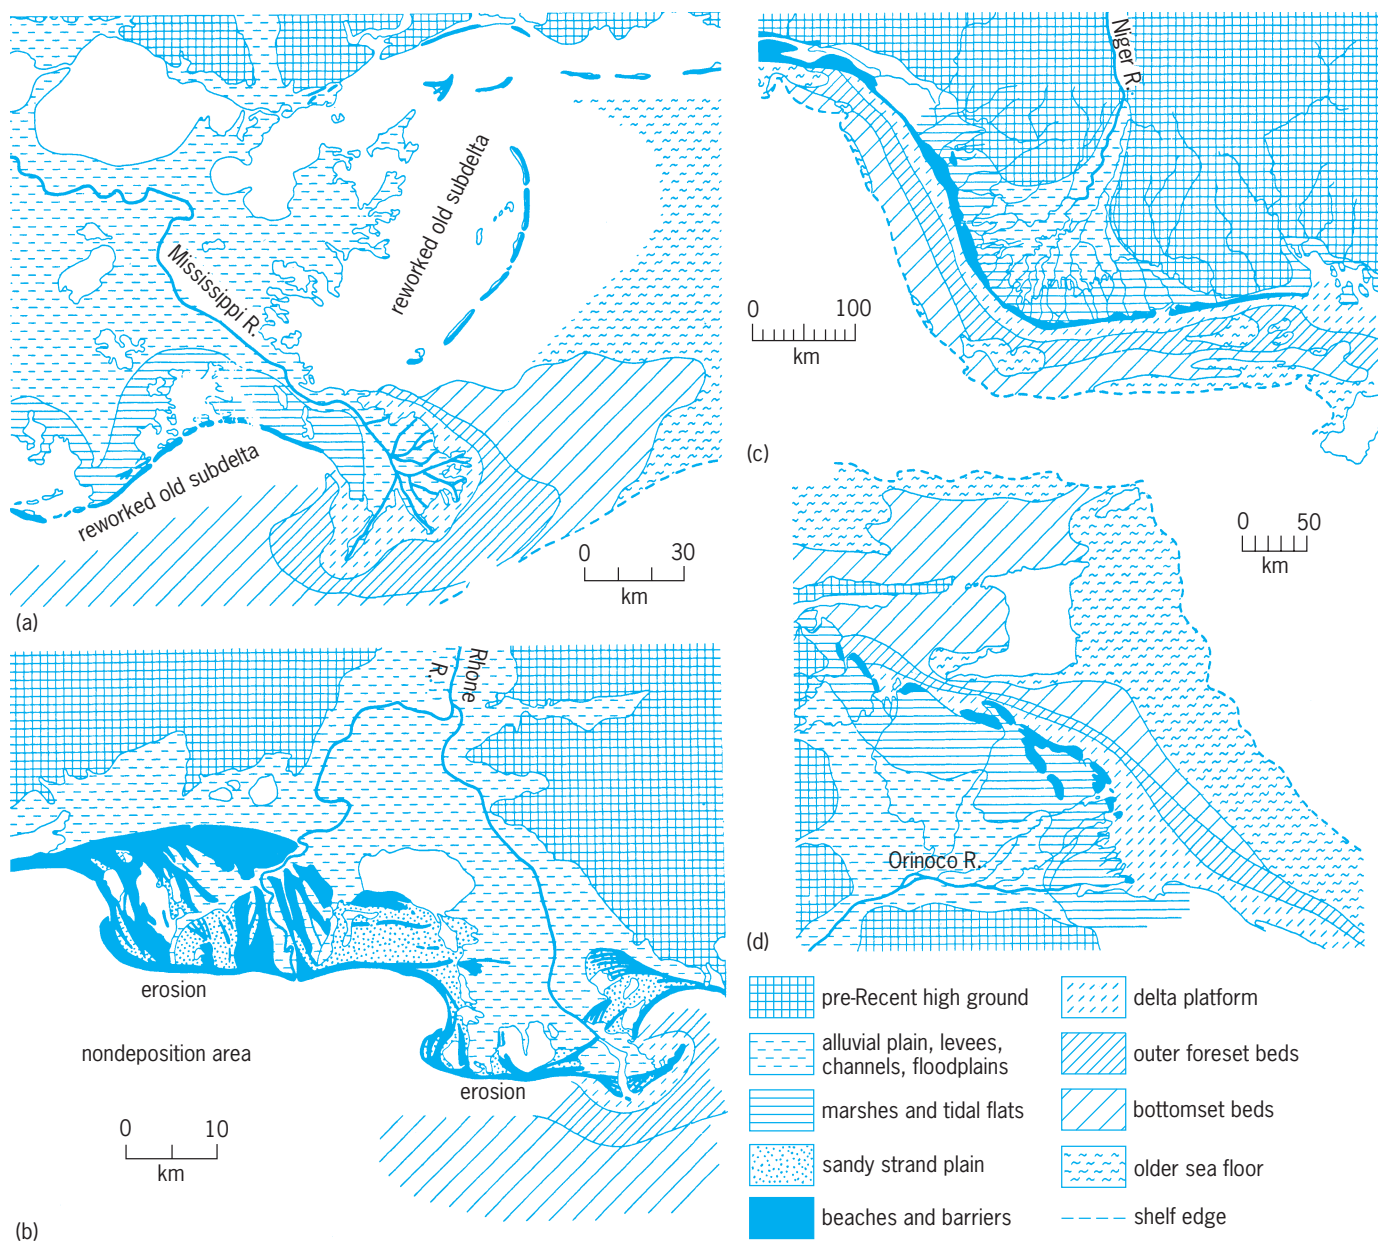 Mississippi R.
reworked old subdelta
reworked old subdelta
0 30
km
(a)
Rhone
R.
erosion
nondeposition area
erosion
0 10
km
(b)
Niger R.
0 100
km
(c)
0 50
km
Orinoco R.
(d)
pre-Recent high ground
alluvial plain, levees,
channels, floodplains
marshes and tidal flats
sandy strand plain
beaches and barriers
delta platform
outer foreset beds
bottomset beds
older sea floor
shelf edge